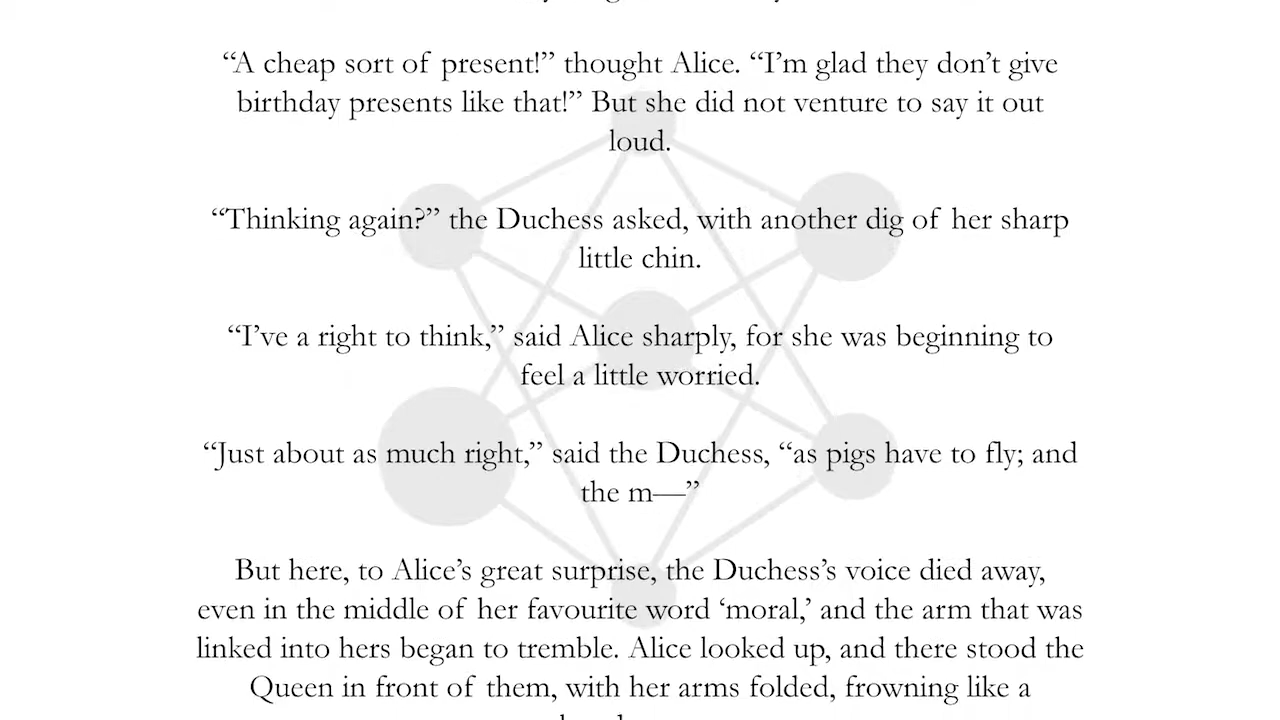 “A cheap sort of present!” thought Alice. “I’m glad they don’t give
birthday presents like that!” But she did not venture to say it out
loud.
“Thinking again?” the Duchess asked, with another dig of her sharp
little chin.
“I’ve a right to think,” said Alice sharply, for she was beginning to
feel a little worried.
“Just about as much right,” said the Duchess, “as pigs have to fly; and
the m—”
But here, to Alice’s great surprise, the Duchess’s voice died away,
even in the middle of her favourite word ‘moral,’ and the arm that was
linked into hers began to tremble. Alice looked up, and there stood the
Queen in front of them, with her arms folded, frowning like a